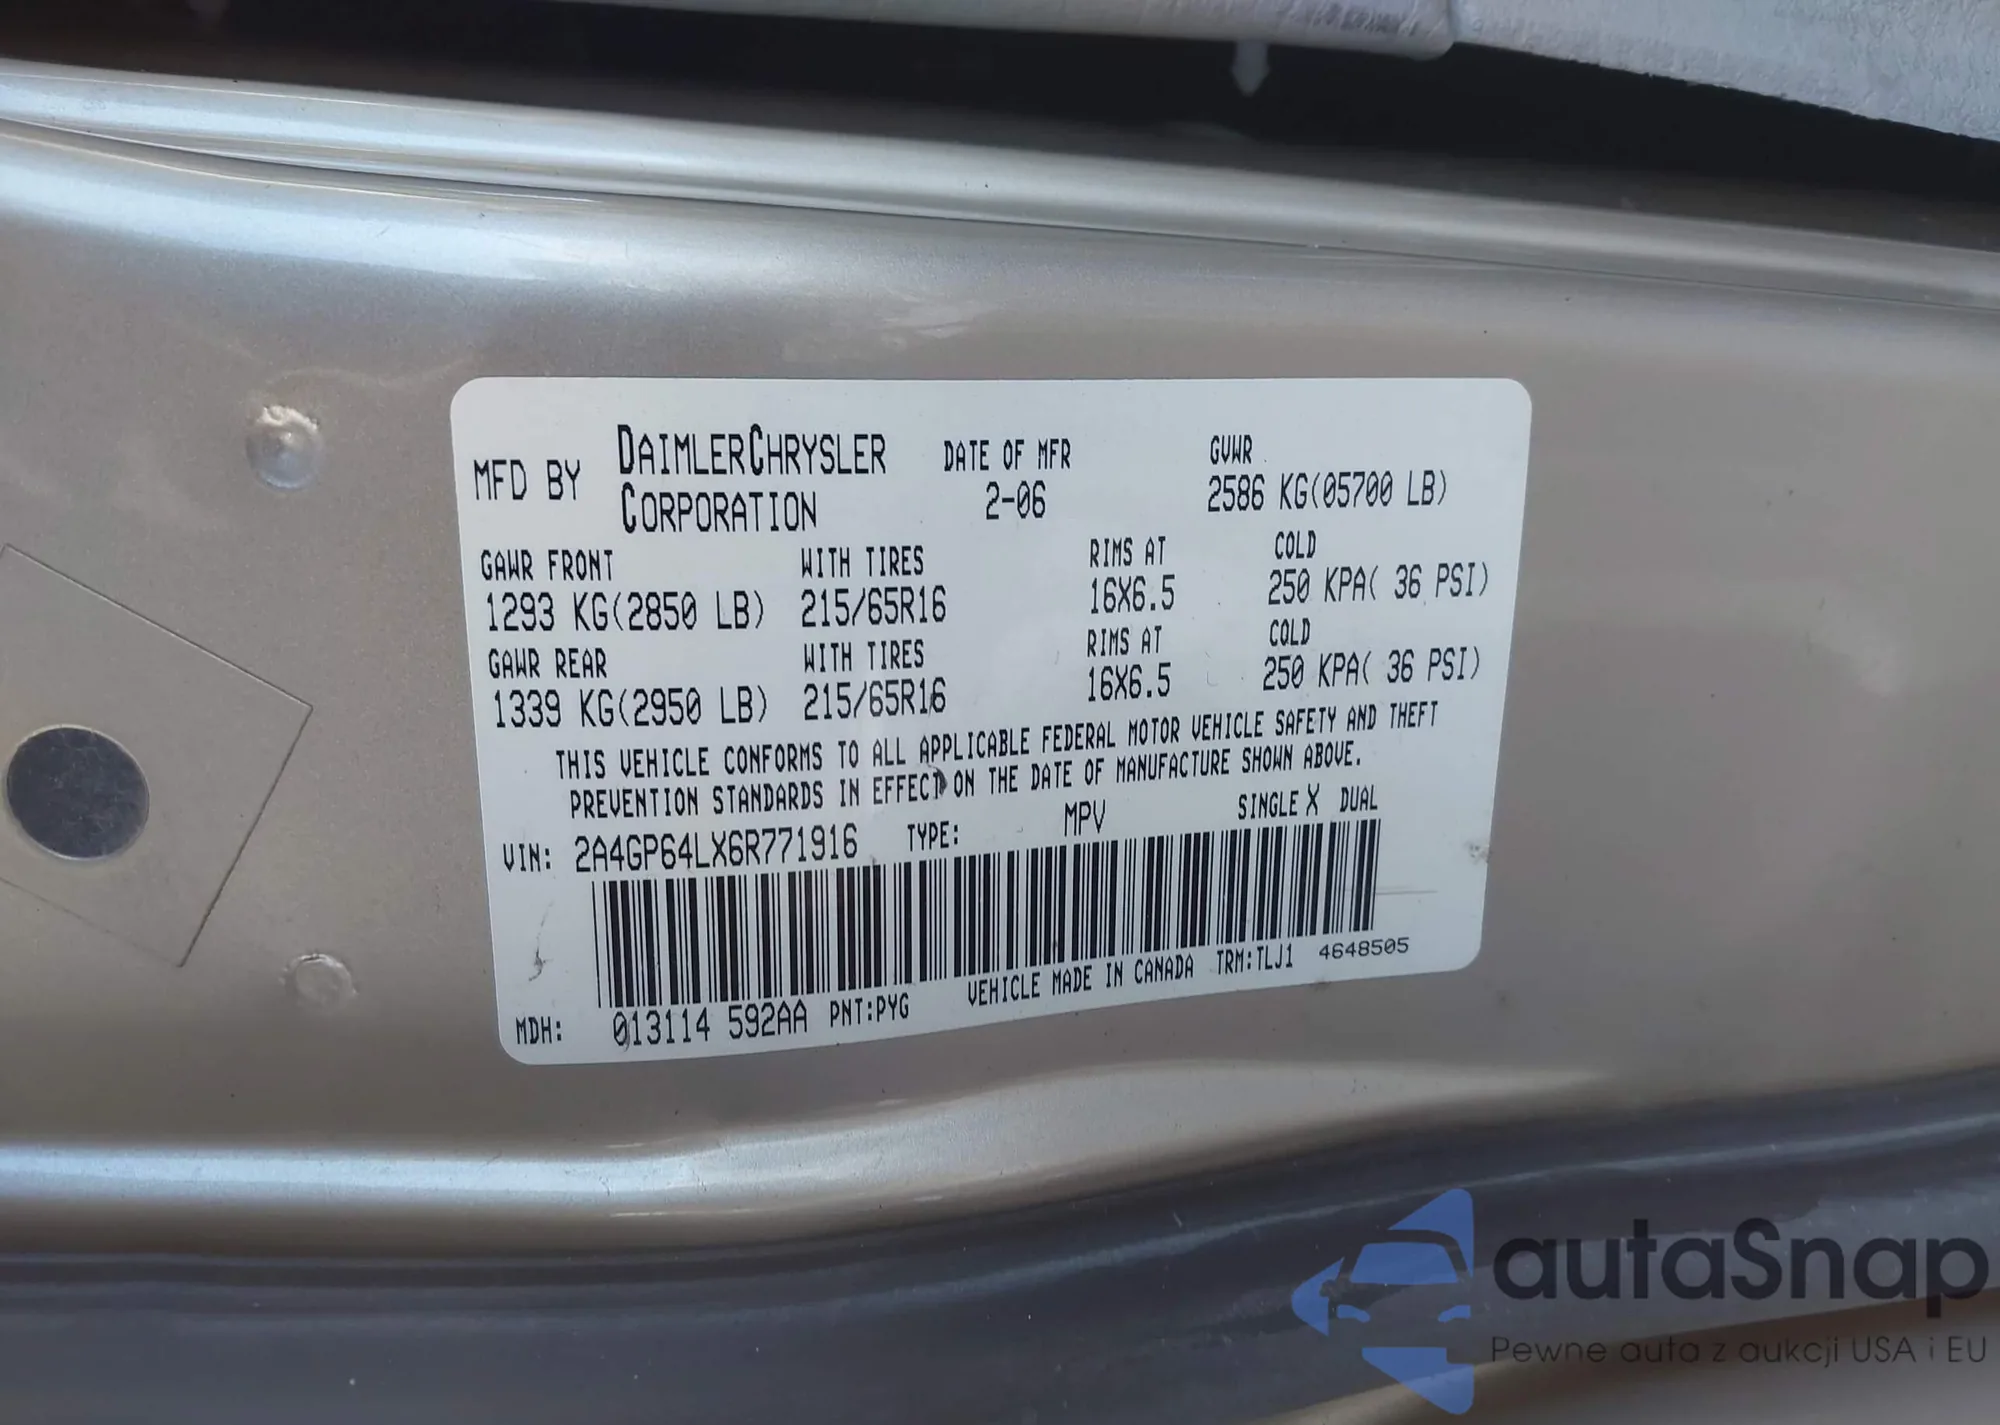 MFD BY DAIMLERCHRYSLER CORPORATION
DATE OF MFR
2-06
GVWR
2586 KG(05700 LB)
GAWR FRONT WITH TIRES RIMS AT COLD
1293 KG(2850 LB) 215/65R16 16X6.5 250 KPA( 36 PSI)
GAWR REAR WITH TIRES RIMS AT COLD
1339 KG(2950 LB) 215/65R16 16X6.5 250 KPA( 36 PSI)
THIS VEHICLE CONFORMS TO ALL APPLICABLE FEDERAL MOTOR VEHICLE SAFETY AND THEFT
PREVENTION STANDARDS IN EFFECT ON THE DATE OF MANUFACTURE SHOWN ABOVE.
VIN: 2A4GP64LX6R771916 TYPE: MPV SINGLE X DUAL
MDH: 013114 592AA PNT:PYG VEHICLE MADE IN CANADA TRM:TLJ1 4648505
autaSnap
Pewne auta z aukcji USA i EU